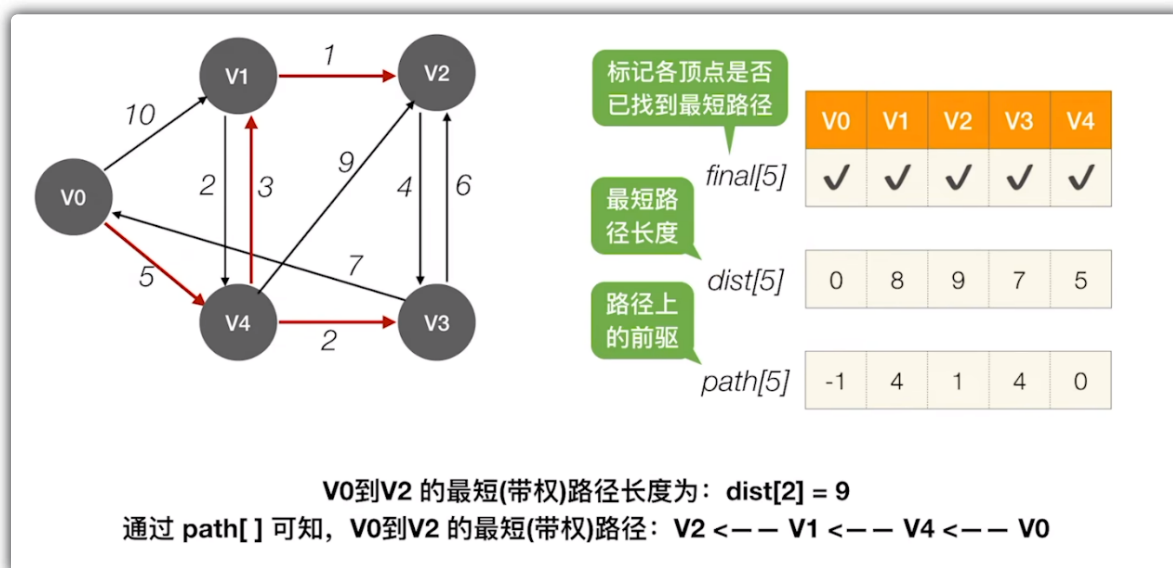 1
V1
V2
标记各顶点是否
已找到最短路径
10
V0 V1 V2 V3 V4
9
final[5] ✓ ✓ ✓ ✓ ✓
2
3
4
6
V0
最短路
径长度
7
5
dist[5] 0 8 9 7 5
路径上
的前驱
V4
V3
2
path[5] -1 4 1 4 0
V0到V2 的最短(带权)路径长度为：dist[2] = 9
通过 path[ ] 可知，V0到V2 的最短(带权)路径：V2 <—— V1 <—— V4 <—— V0